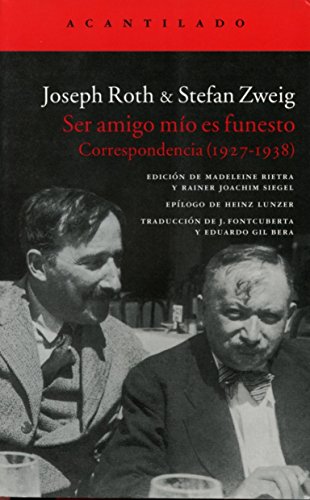 ACANTILADO
Joseph Roth & Stefan Zweig
Ser amigo mío es funesto
Correspondencia (1927-1938)
EDICIÓN DE MADELEINE RIETRA
Y RAINER JOACHIM SIEGEL
EPÍLOGO DE HEINZ LUNZER
TRADUCCIÓN DE J. FONTCUBERTA
Y EDUARDO GIL BERA